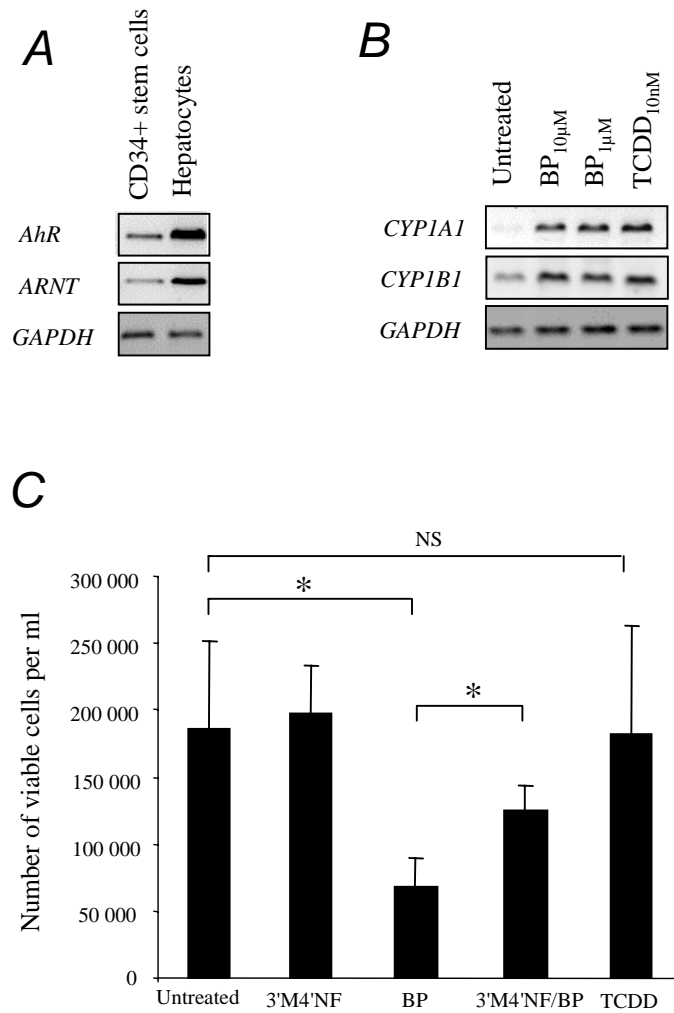 A
CD34+ stem cells
Hepatocytes
AhR
ARNT
GAPDH
B
Untreated
BP10µM
BP1µM
TCDD10nM
CYP1A1
CYP1B1
GAPDH
C
NS
*
*
Number of viable cells per ml
300 000
250 000
200 000
150 000
100 000
50 000
0
Untreated 3'M4'NF BP 3'M4'NF/BP TCDD